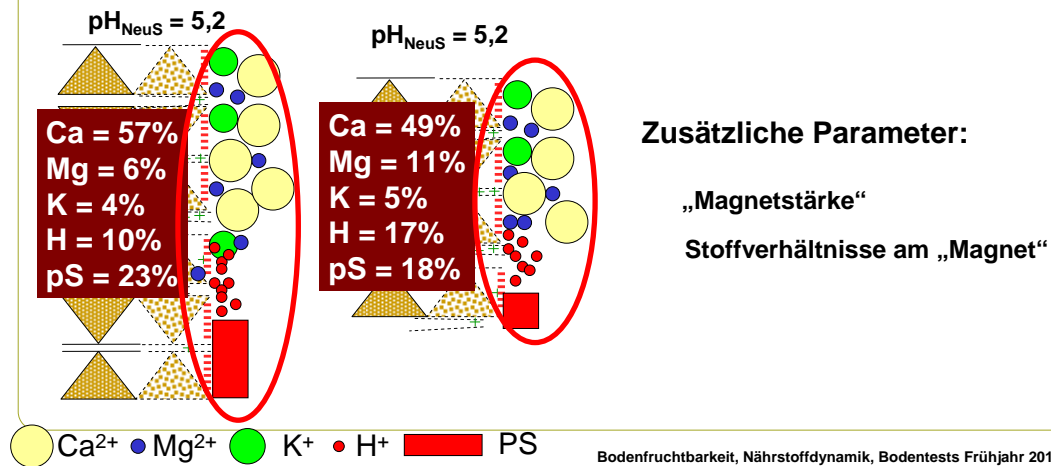 pH_NeuS = 5,2
Ca = 57%
Mg = 6%
K = 4%
H = 10%
pS = 23%
pH_NeuS = 5,2
Ca = 49%
Mg = 11%
K = 5%
H = 17%
pS = 18%
Zusätzliche Parameter:
„Magnetstärke“
Stoffverhältnisse am „Magnet“
Ca²⁺ Mg²⁺ K⁺ H⁺ PS
Bodenfruchtbarkeit, Nährstoffdynamik, Bodentests Frühjahr 201